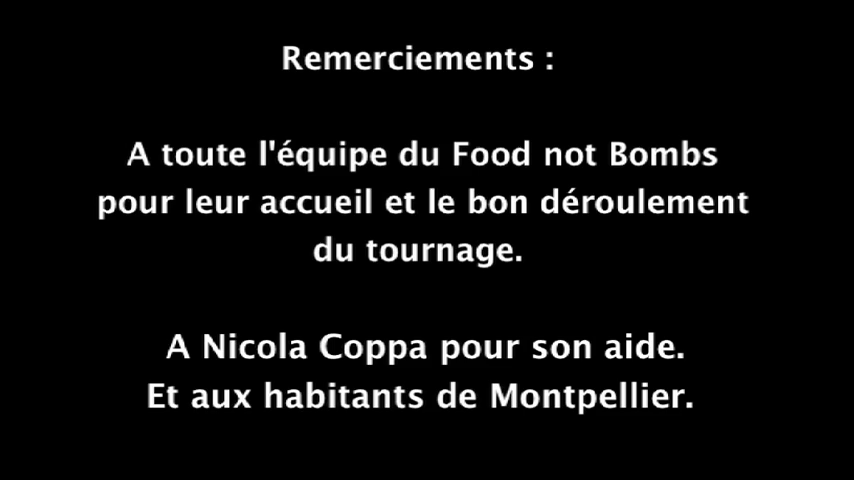 Remerciements :
A toute l'équipe du Food not Bombs
pour leur accueil et le bon déroulement
du tournage.
A Nicola Coppa pour son aide.
Et aux habitants de Montpellier.